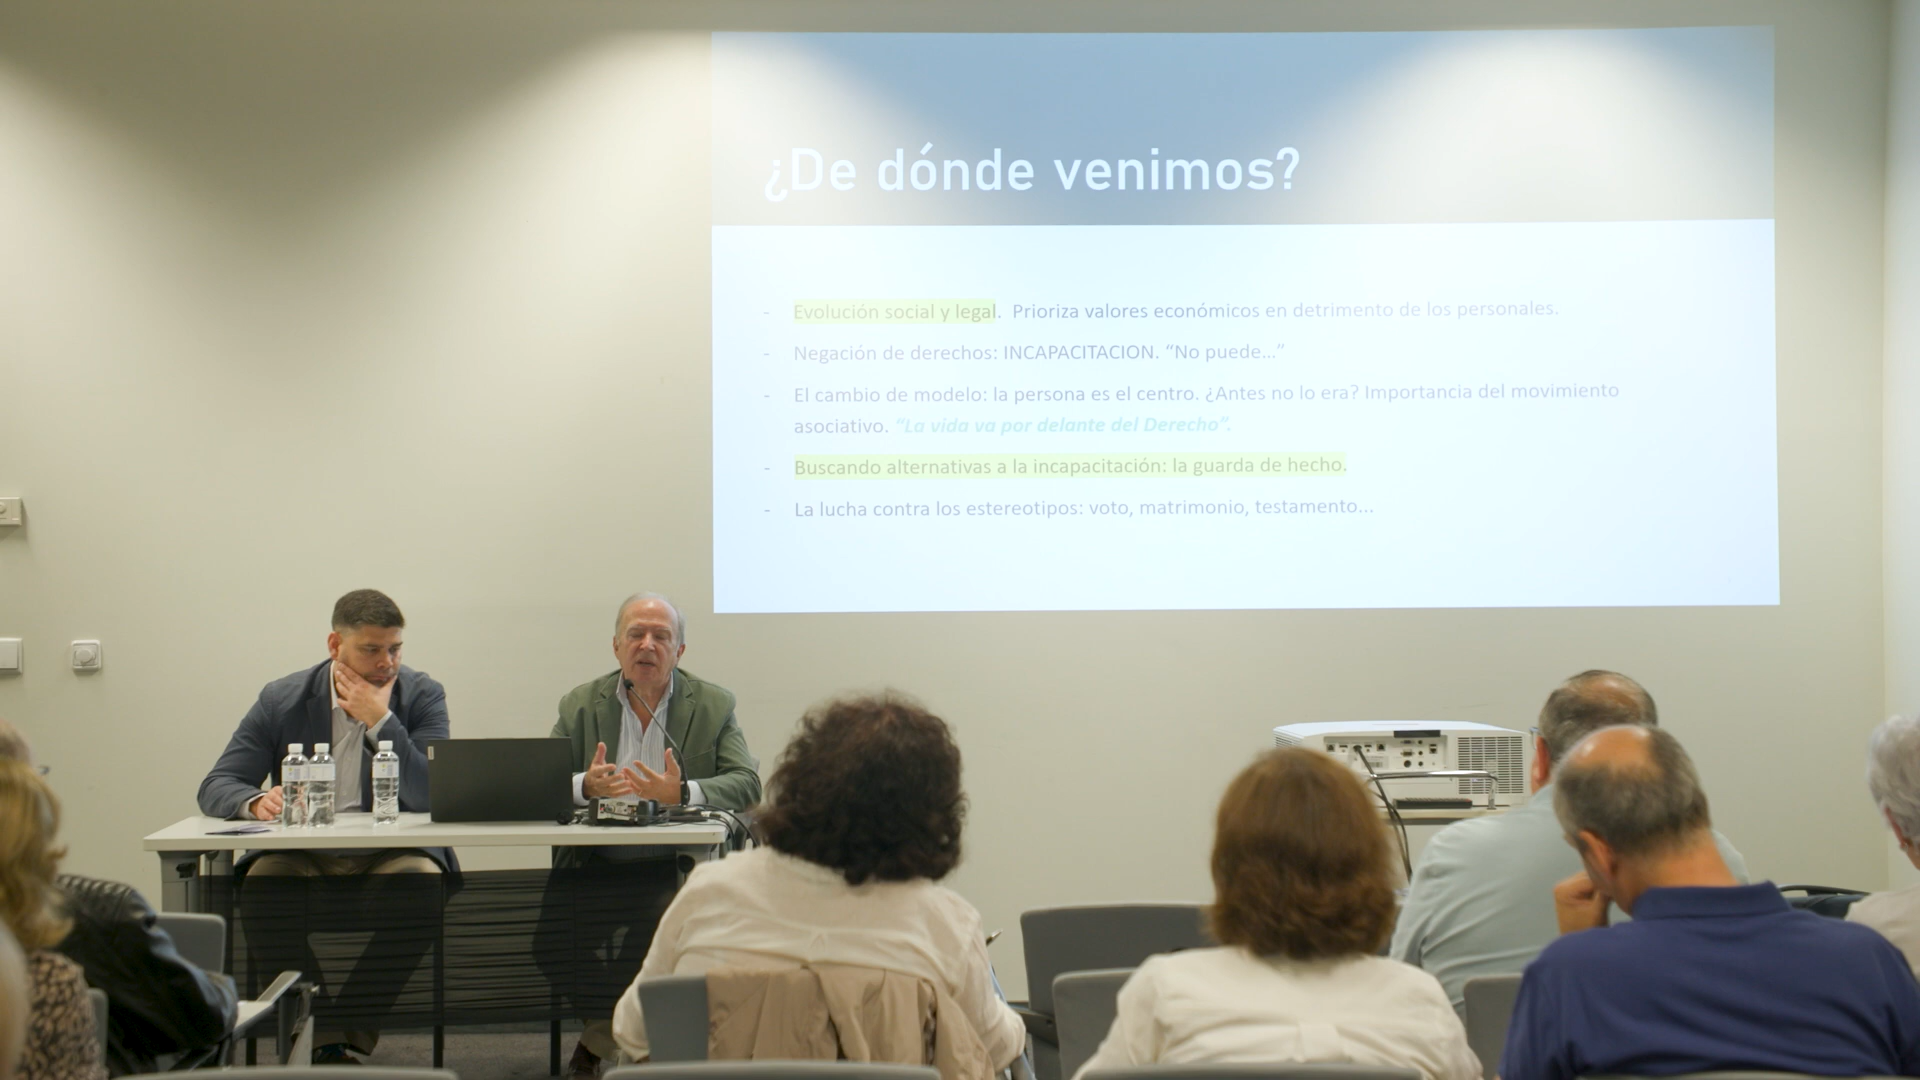 ¿De dónde venimos?
- Evolución social y legal. Prioriza valores económicos en detrimento de los personales.
- Negación de derechos: INCAPACITACION. “No puede...”
- El cambio de modelo: la persona es el centro. ¿Antes no lo era? Importancia del movimiento
asociativo. “La vida va por delante del Derecho”.
- Buscando alternativas a la incapacitación: la guarda de hecho.
- La lucha contra los estereotipos: voto, matrimonio, testamento...